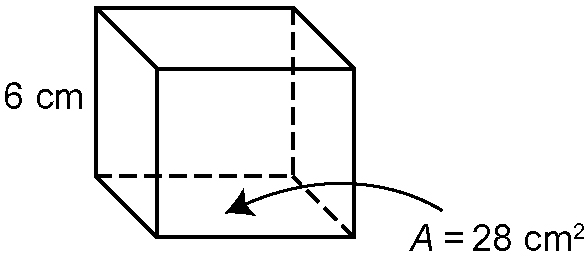 6 cm
A = 28 cm²